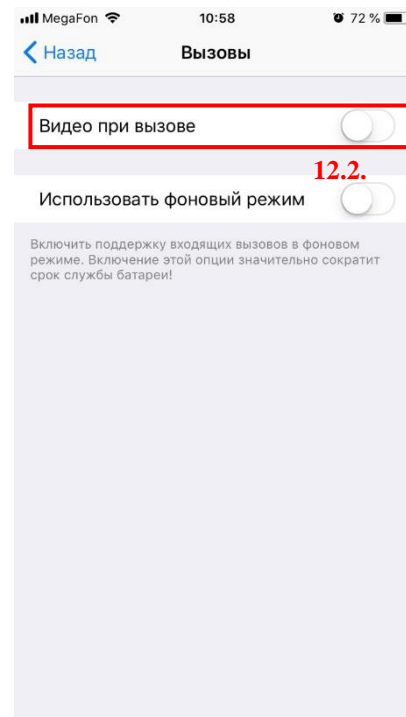 MegaFon 10:58 72 %
Назад Вызовы
Видео при вызове
12.2.
Использовать фоновый режим
Включить поддержку входящих вызовов в фоновом
режиме. Включение этой опции значительно сократит
срок службы батареи!